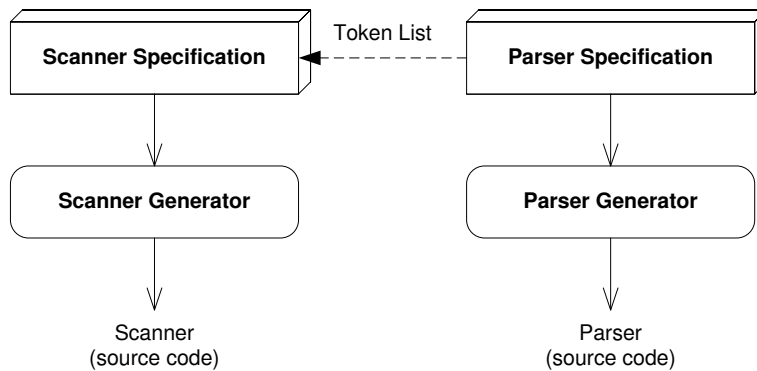 Token List
Scanner Specification
Parser Specification
Scanner Generator
Parser Generator
Scanner
(source code)
Parser
(source code)